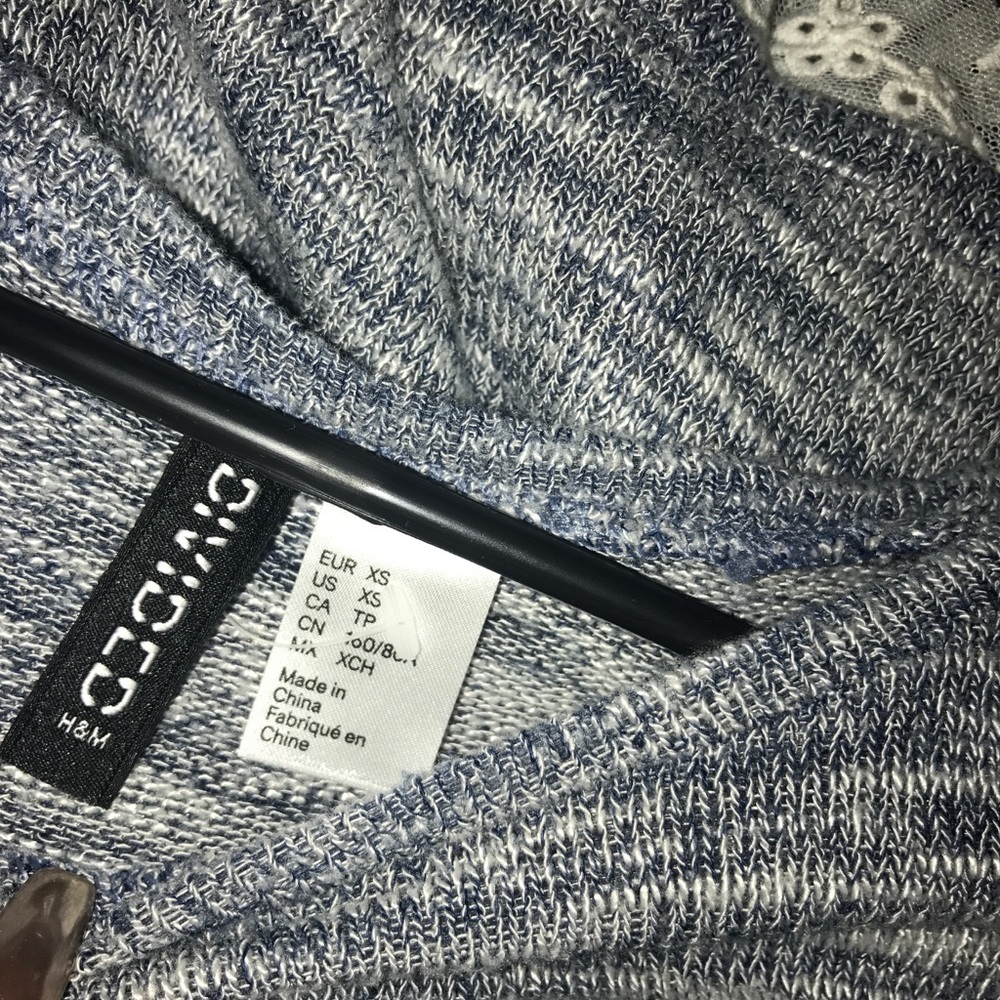 DIVIDED
H&M
EUR XS
US XS
CA TP
CN
MX XCH
Made in
China
Fabriqué en
Chine